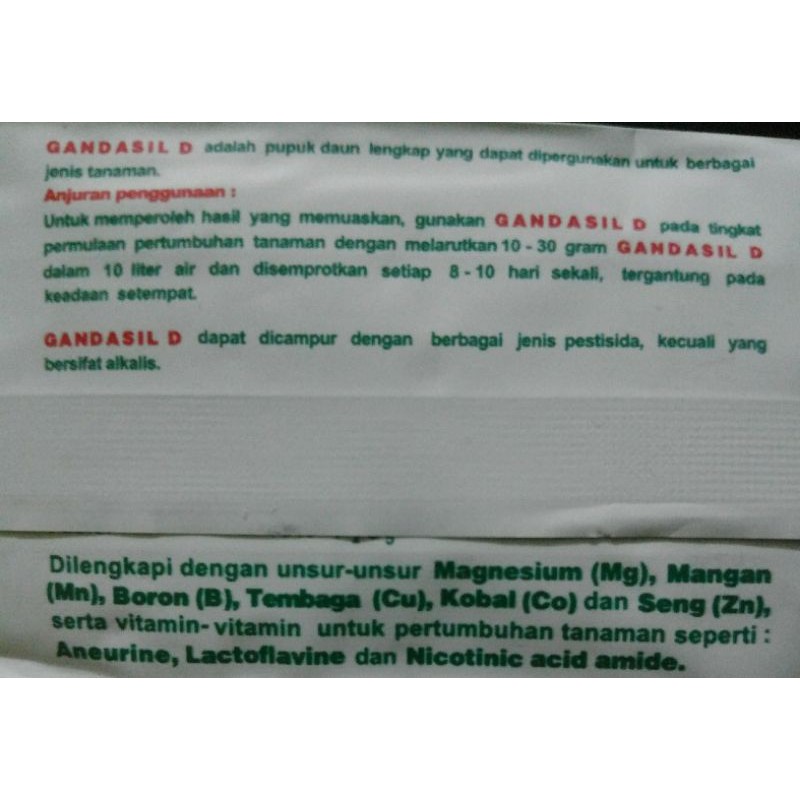 GANDASIL D adalah pupuk daun lengkap yang dapat dipergunakan untuk berbagai
jenis tanaman.
Anjuran penggunaan :
Untuk memperoleh hasil yang memuaskan, gunakan GANDASIL D pada tingkat
permulaan pertumbuhan tanaman dengan melarutkan 10 - 30 gram GANDASIL D
dalam 10 liter air dan disemprotkan setiap 8 - 10 hari sekali, tergantung pada
keadaan setempat.
GANDASIL D dapat dicampur dengan berbagai jenis pestisida, kecuali yang
bersifat alkalis.
Dilengkapi dengan unsur-unsur Magnesium (Mg), Mangan
(Mn), Boron (B), Tembaga (Cu), Kobal (Co) dan Seng (Zn),
serta vitamin- vitamin untuk pertumbuhan tanaman seperti :
Aneurine, Lactoflavine dan Nicotinic acid amide.